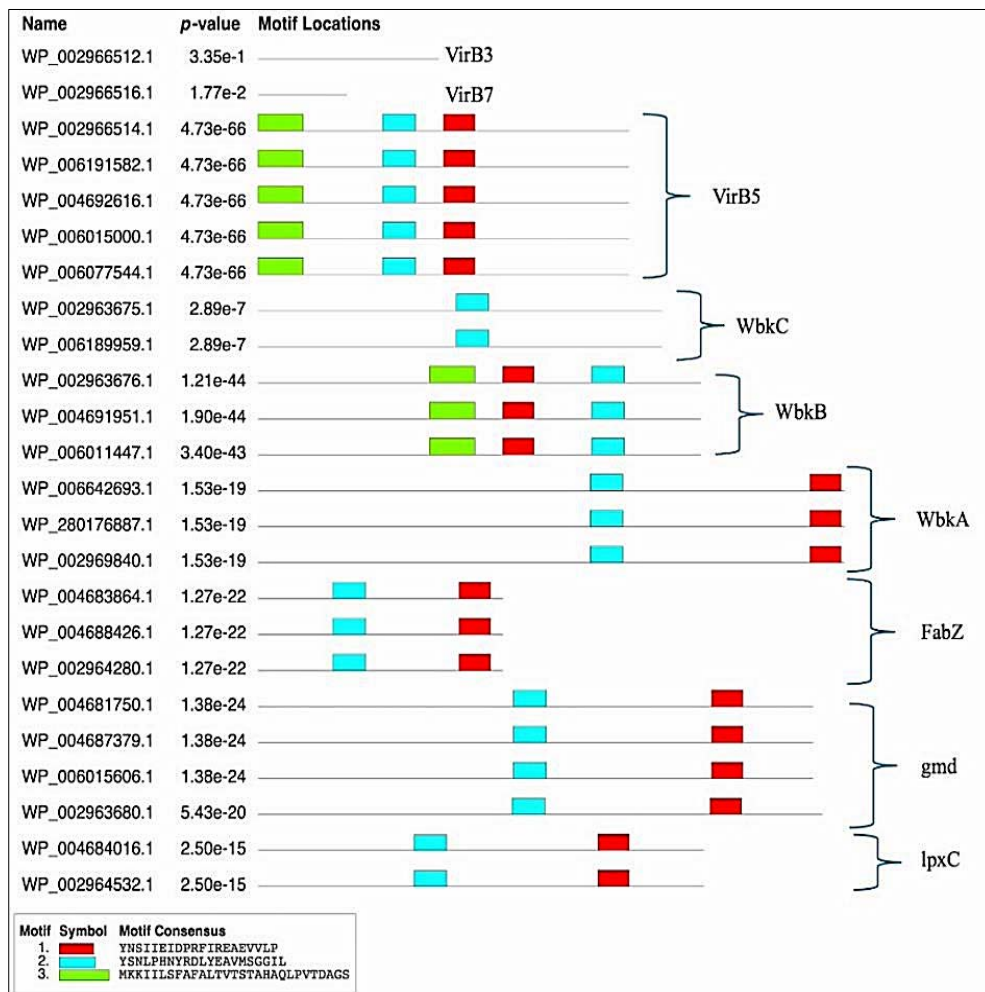 Name p-value Motif Locations
WP_002966512.1 3.35e-1 VirB3
WP_002966516.1 1.77e-2 VirB7
WP_002966514.1 4.73e-66
WP_006191582.1 4.73e-66
WP_004692616.1 4.73e-66 VirB5
WP_006015000.1 4.73e-66
WP_006077544.1 4.73e-66
WP_002963675.1 2.89e-7
WbkC
WP_006189959.1 2.89e-7
WP_002963676.1 1.21e-44
WP_004691951.1 1.90e-44 WbkB
WP_006011447.1 3.40e-43
WP_006642693.1 1.53e-19
WP_280176887.1 1.53e-19 WbkA
WP_002969840.1 1.53e-19
WP_004683864.1 1.27e-22
WP_004688426.1 1.27e-22 FabZ
WP_002964280.1 1.27e-22
WP_004681750.1 1.38e-24
WP_004687379.1 1.38e-24
gmd
WP_006015606.1 1.38e-24
WP_002963680.1 5.43e-20
WP_004684016.1 2.50e-15
lpxC
WP_002964532.1 2.50e-15
Motif Symbol Motif Consensus
1. YNSIIEIDPRFIREAEVVLP
2. YSNLPHNYRDLYEAVMSGGIL
3. MKKIILSFAFALTVTSTAHAQLPVTDAGS